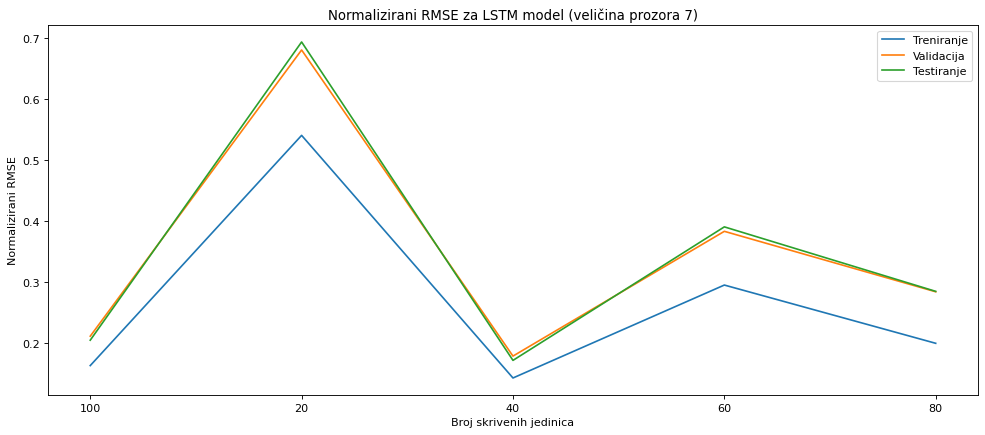 Normalizirani RMSE za LSTM model (veličina prozora 7)
Treniranje
Validacija
Testiranje
Normalizirani RMSE
0.7
0.6
0.5
0.4
0.3
0.2
100 20 40 60 80
Broj skrivenih jedinica